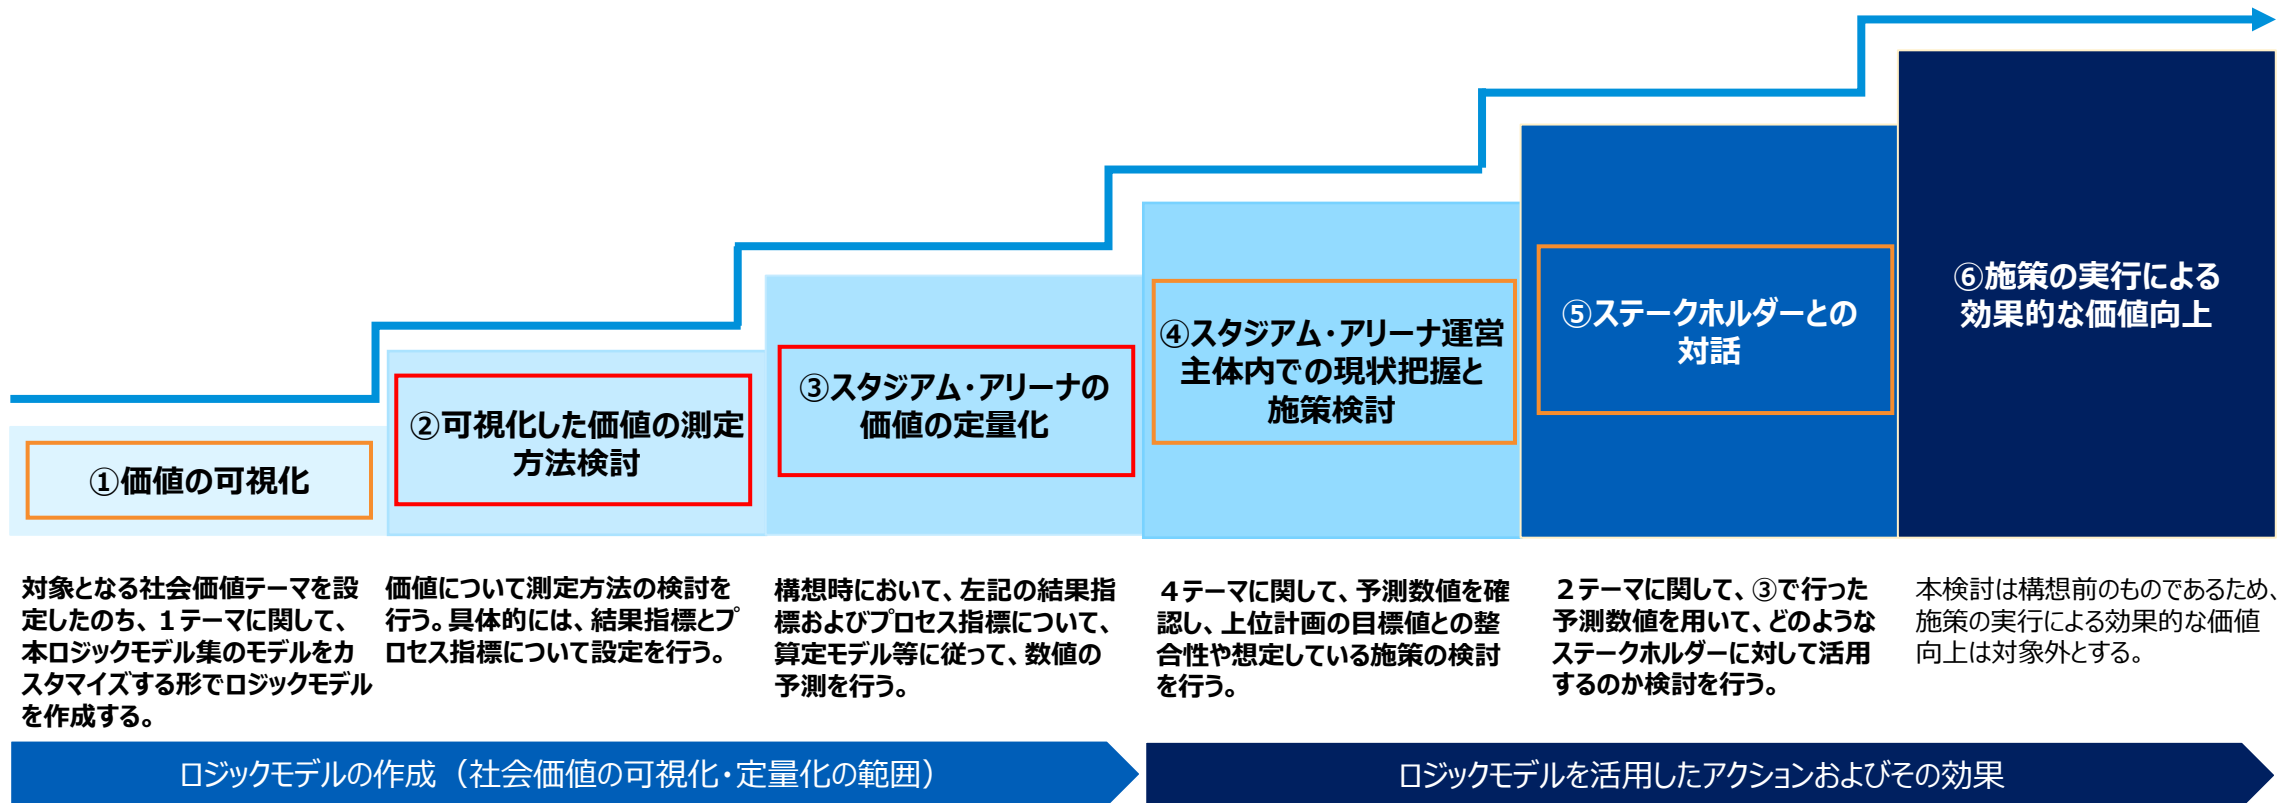 ①価値の可視化
②可視化した価値の測定
方法検討
③スタジアム・アリーナの
価値の定量化
④スタジアム・アリーナ運営
主体内での現状把握と
施策検討
⑤ステークホルダーとの
対話
⑥施策の実行による
効果的な価値向上
対象となる社会価値テーマを設
定したのち、１テーマに関して、
本ロジックモデル集のモデルをカ
スタマイズする形でロジックモデル
を作成する。
価値について測定方法の検討を
行う。具体的には、結果指標とプ
ロセス指標について設定を行う。
構想時において、左記の結果指
標およびプロセス指標について、
算定モデル等に従って、数値の
予測を行う。
４テーマに関して、予測数値を確
認し、上位計画の目標値との整
合性や想定している施策の検討
を行う。
２テーマに関して、③で行った
予測数値を用いて、どのような
ステークホルダーに対して活用
するのか検討を行う。
本検討は構想前のものであるため、
施策の実行による効果的な価値
向上は対象外とする。
ロジックモデルの作成（社会価値の可視化・定量化の範囲）
ロジックモデルを活用したアクションおよびその効果